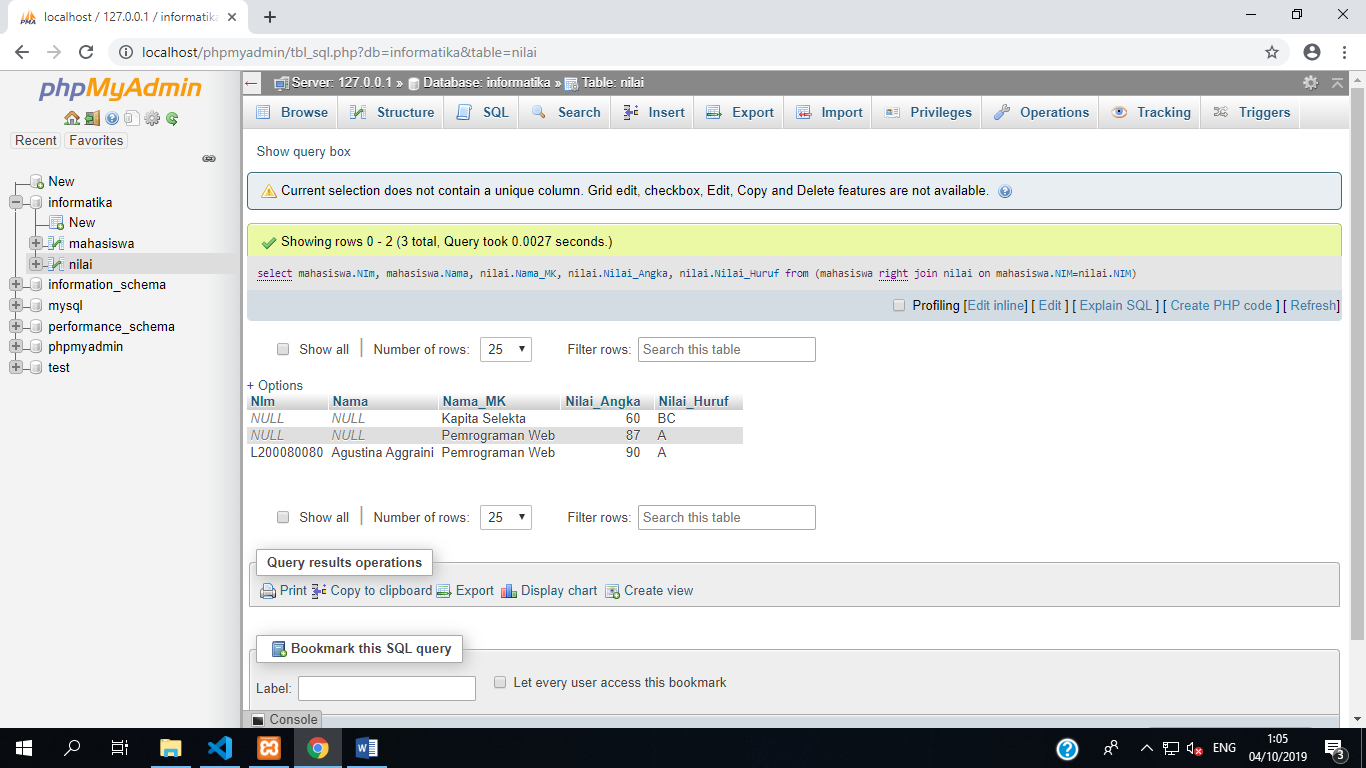 localhost / 127.0.0.1 / informatika
localhost/phpmyadmin/tbl_sql.php?db=informatika&table=nilai
phpMyAdmin
Recent Favorites
New
informatika
New
mahasiswa
nilai
information_schema
mysql
performance_schema
phpmyadmin
test
Server: 127.0.0.1 » Database: informatika » Table: nilai
Browse Structure SQL Search Insert Export Import Privileges Operations Tracking Triggers
Show query box
Current selection does not contain a unique column. Grid edit, checkbox, Edit, Copy and Delete features are not available.
Showing rows 0 - 2 (3 total, Query took 0.0027 seconds.)
select mahasiswa.NIm, mahasiswa.Nama, nilai.Nama_MK, nilai.Nilai_Angka, nilai.Nilai_Huruf from (mahasiswa right join nilai on mahasiswa.NIM=nilai.NIM)
Profiling [Edit inline] [ Edit ] [ Explain SQL ] [ Create PHP code ] [ Refresh]
Show all | Number of rows: 25 Filter rows: Search this table
+ Options
NIm Nama Nama_MK Nilai_Angka Nilai_Huruf
NULL NULL Kapita Selekta 60 BC
NULL NULL Pemrograman Web 87 A
L200080080 Agustina Aggraini Pemrograman Web 90 A
Show all | Number of rows: 25 Filter rows: Search this table
Query results operations
Print Copy to clipboard Export Display chart Create view
Bookmark this SQL query
Label: Let every user access this bookmark
Console
ENG 1:05
04/10/2019 3